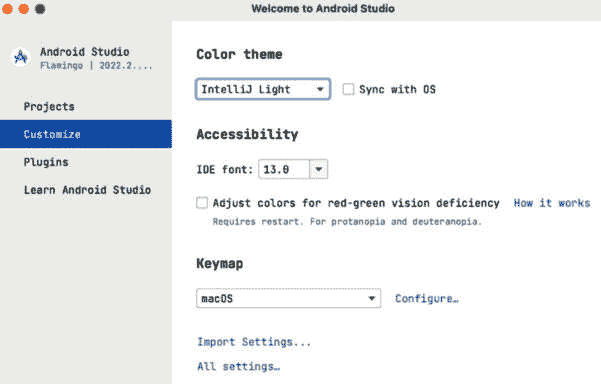 Welcome to Android Studio
Android Studio
Flamingo | 2022.2....
Projects
Customize
Plugins
Learn Android Studio
Color theme
IntelliJ Light
Sync with OS
Accessibility
IDE font: 13.0
Adjust colors for red-green vision deficiency How it works
Requires restart. For protanopia and deuteranopia.
Keymap
macOS Configure…
Import Settings...
All settings…